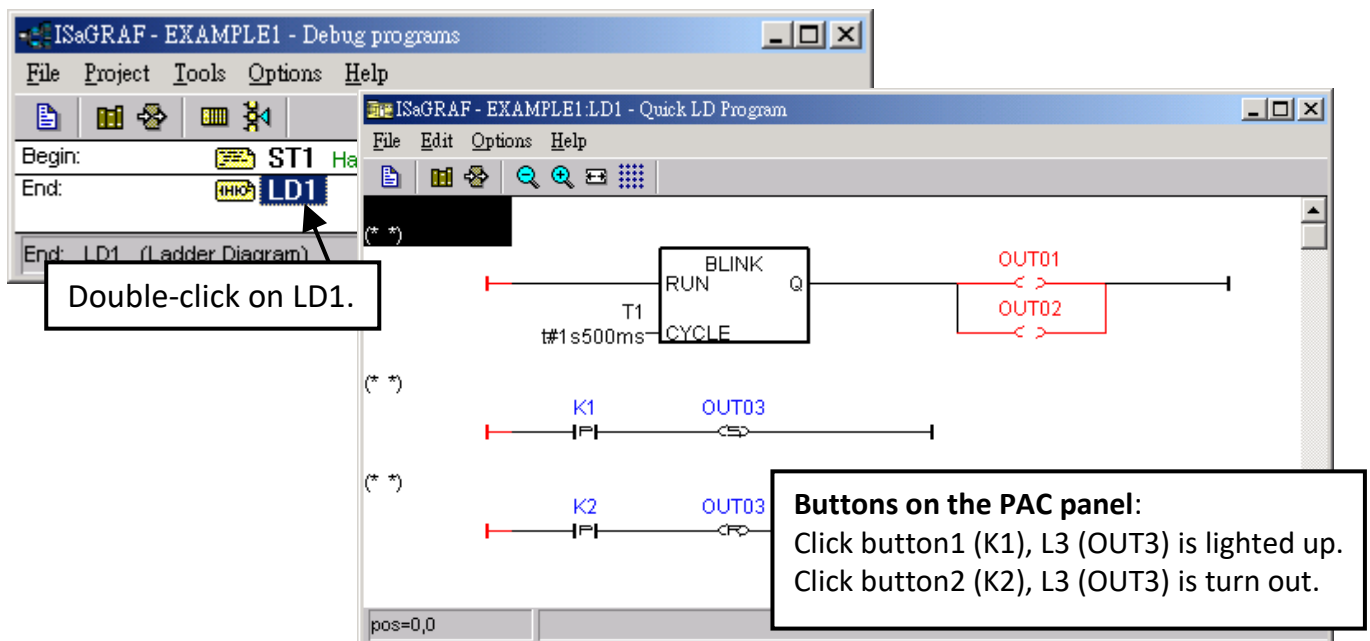 ISaGRAF - EXAMPLE1 - Debug programs
File Project Tools Options Help
Begin: ST1 Ha
End: LD1
End: LD1 (Ladder Diagram)
Double-click on LD1.
ISaGRAF - EXAMPLE1:LD1 - Quick LD Program
File Edit Options Help
(* *)
BLINK
RUN Q
OUT01
T1
t#1s500ms CYCLE
OUT02
(* *)
K1 OUT03
P S
(* *)
K2 OUT03
P R
Buttons on the PAC panel:
Click button1 (K1), L3 (OUT3) is lighted up.
Click button2 (K2), L3 (OUT3) is turn out.
pos=0,0